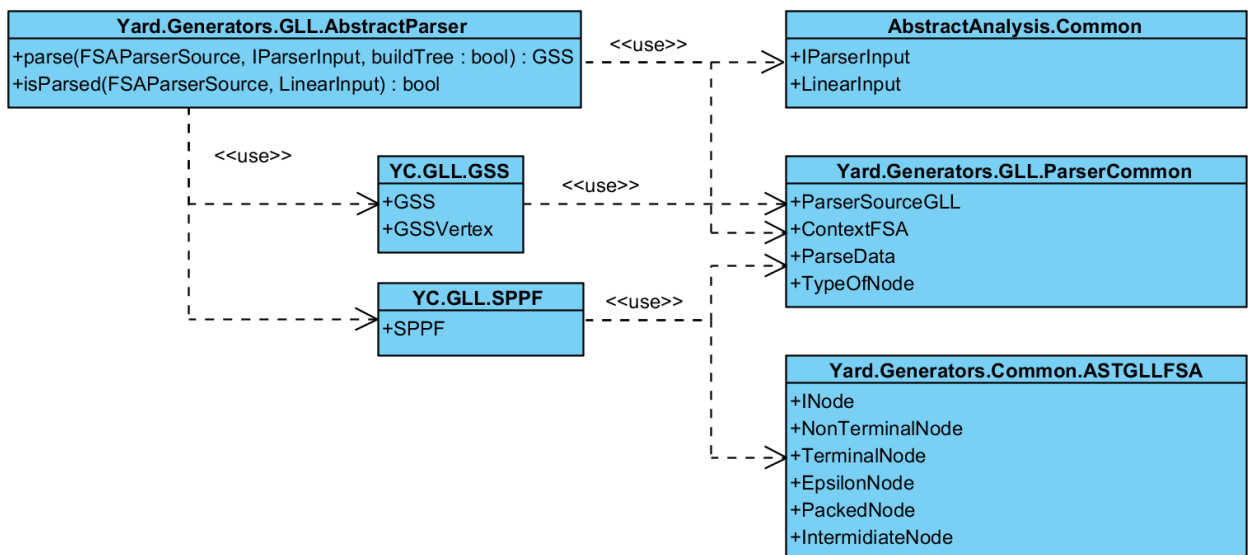 Yard.Generators.GLL.AbstractParser
+parse(FSAParserSource, IParserInput, buildTree : bool) : GSS
+isParsed(FSAParserSource, LinearInput) : bool
<<use>>
AbstractAnalysis.Common
+IParserInput
+LinearInput
<<use>>
YC.GLL.GSS
+GSS
+GSSVertex
<<use>>
Yard.Generators.GLL.ParserCommon
+ParserSourceGLL
+ContextFSA
+ParseData
+TypeOfNode
YC.GLL.SPPF
+SPPF
<<use>>
Yard.Generators.Common.ASTGLLFSA
+INode
+NonTerminalNode
+TerminalNode
+EpsilonNode
+PackedNode
+IntermidiateNode